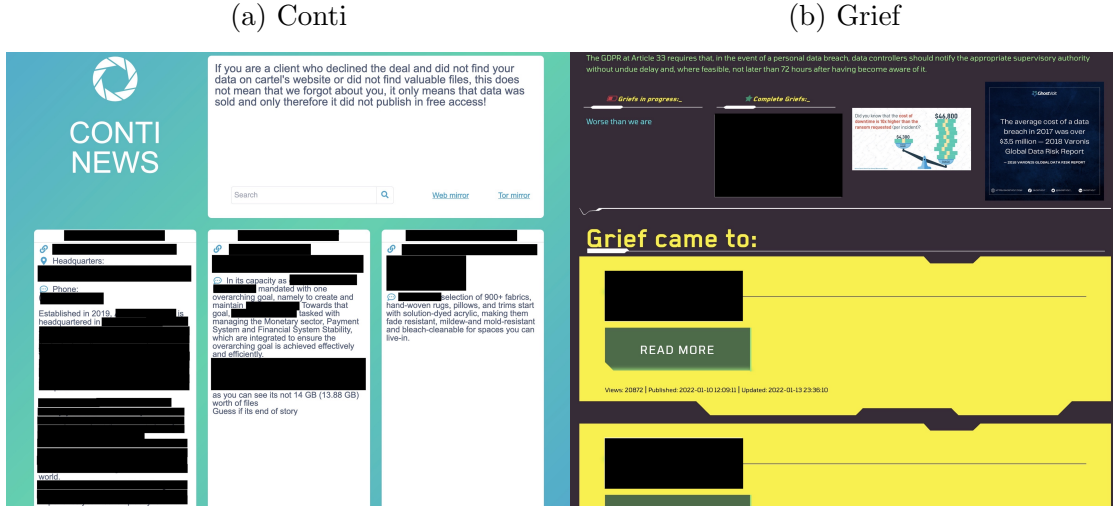 (a) Conti
(b) Grief
CONTI
NEWS
If you are a client who declined the deal and did not find your
data on cartel's website or did not find valuable files, this does
not mean that we forgot about you, it only means that data was
sold and only therefore it did not publish in free access!
Search
Web mirror
Tor mirror
Headquarters:
Phone:
Established in 2019,
is
headquartered in
world.
In its capacity as
mandated with one
overarching goal, namely to create and
maintain
Towards that
goal,
tasked with
managing the Monetary sector, Payment
System and Financial System Stability,
which are integrated to ensure the
overarching goal is achieved effectively
and efficiently.
as you can see its not 14 GB (13.88 GB)
worth of files
Guess if its end of story
selection of 900+ fabrics,
hand-woven rugs, pillows, and trims start
with solution-dyed acrylic, making them
fade resistant, mildew-and mold-resistant
and bleach-cleanable for spaces you can
live-in.
The GDPR at Article 33 requires that, in the event of a personal data breach, data controllers should notify the appropriate supervisory authority
without undue delay and, where feasible, not later than 72 hours after having become aware of it.
Griefs in progress:_
Complete Griefs:_
Worse than we are
Did you know that the cost of
downtime is 10x higher than the
ransom requested (per incident)?
$46,800
The average cost of a data
breach in 2017 was over
$3.5 million – 2018 Varonis
Global Data Risk Report
— 2018 VARONIS GLOBAL DATA RISK REPORT
Grief came to:
READ MORE
Views: 20872 | Published: 2022-01-10 12:09:11 | Updated: 2022-01-13 23:36:10